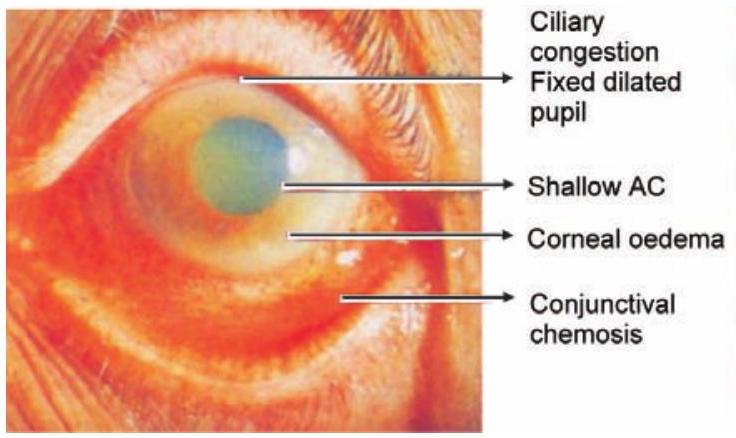 Ciliary
congestion
Fixed dilated
pupil
Shallow AC
Corneal oedema
Conjunctival
chemosis